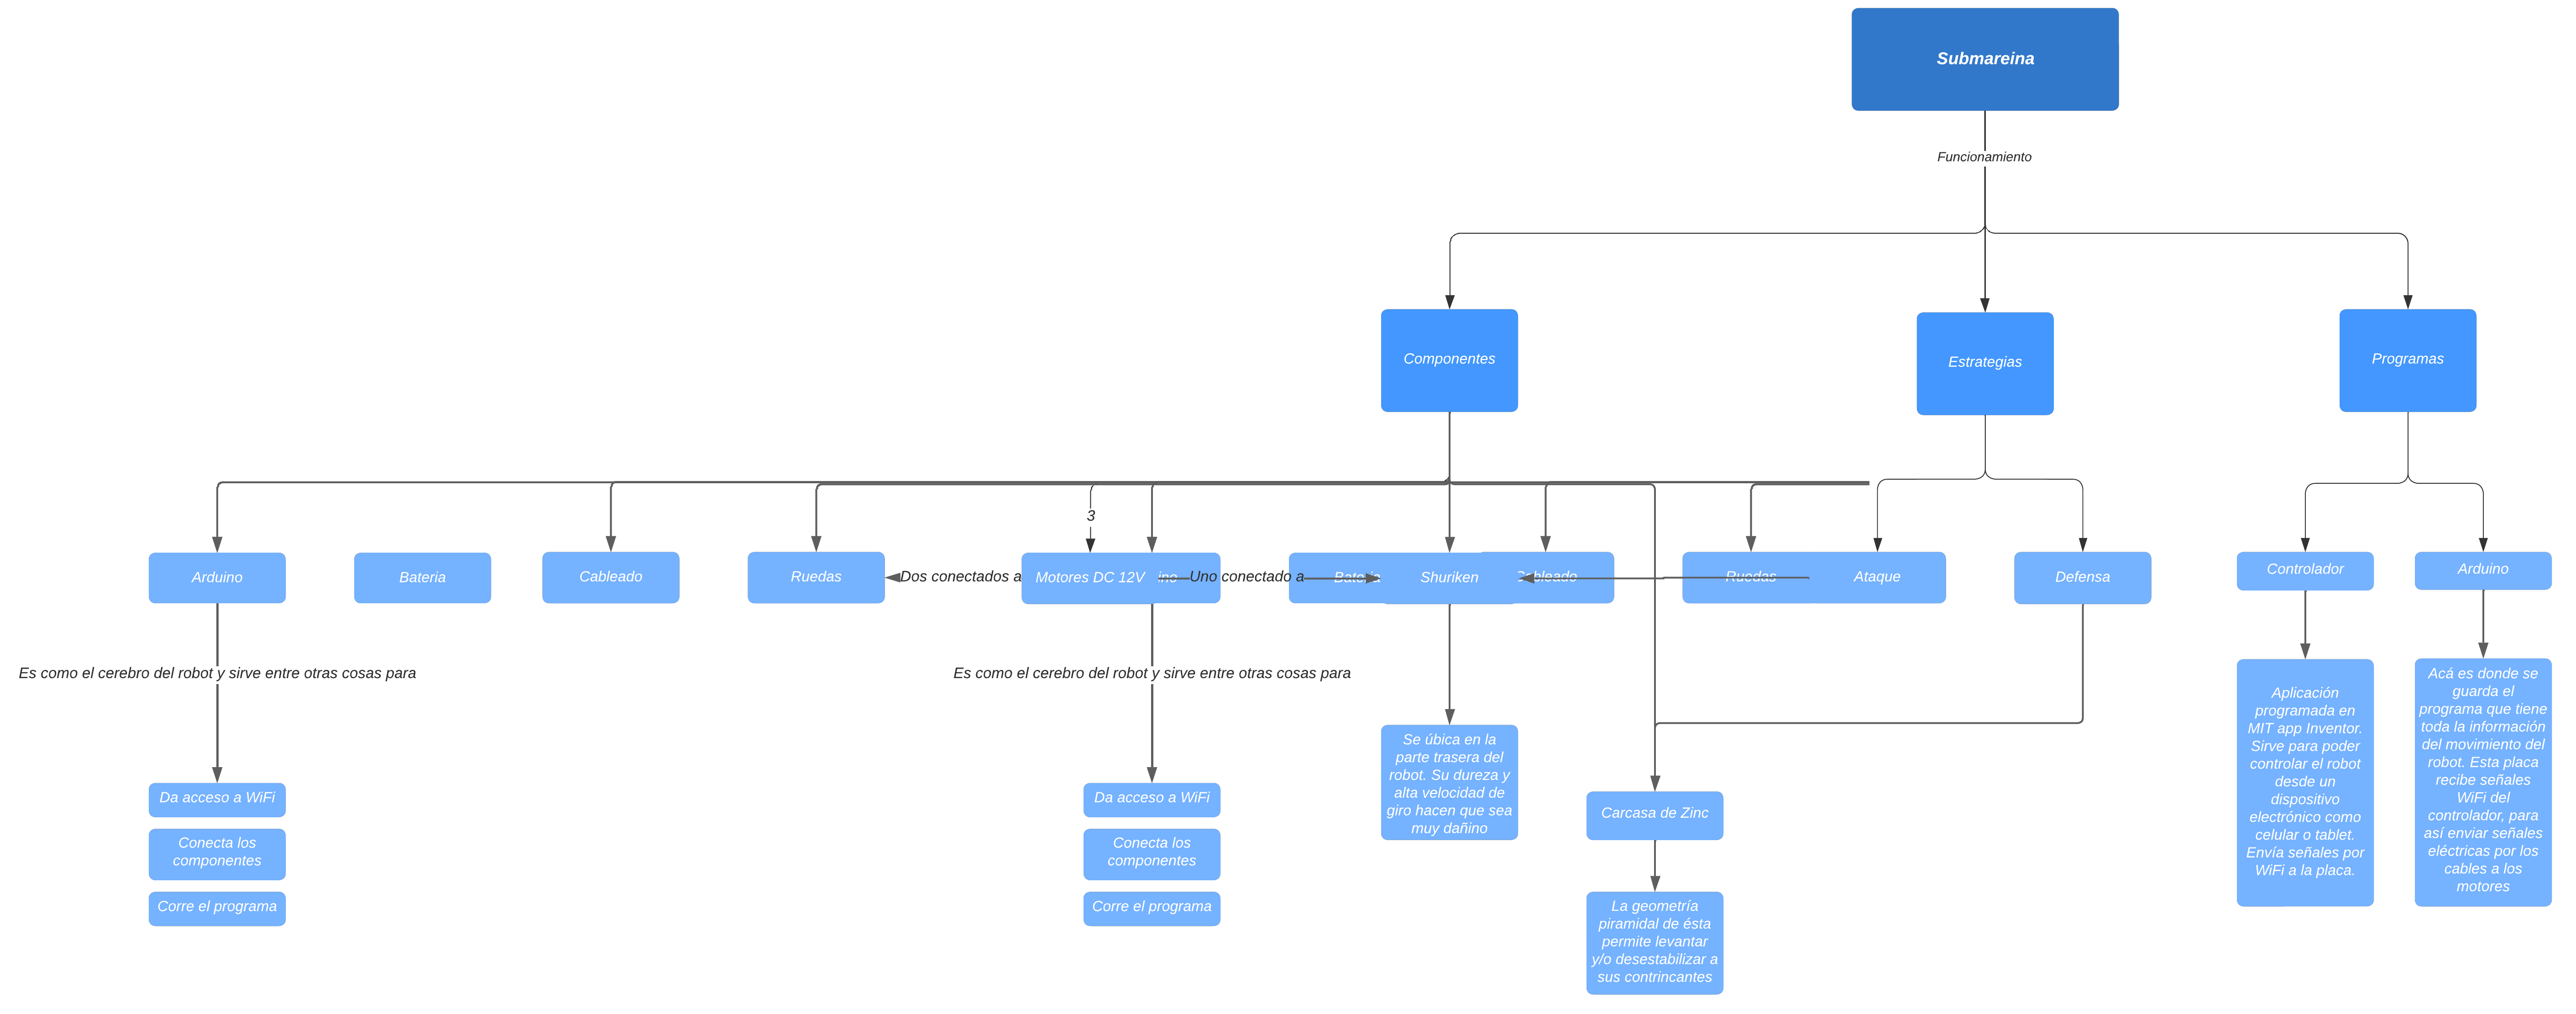 Submareina
Funcionamiento
Componentes
Estrategias
Programas
3
Arduino
Bateria
Cableado
Ruedas
Dos conectados a
Motores DC 12V
ino
Uno conectado a
Bateria
Shuriken
Cableado
Ruedas
Ataque
Defensa
Controlador
Arduino
Es como el cerebro del robot y sirve entre otras cosas para
Es como el cerebro del robot y sirve entre otras cosas para
Da acceso a WiFi
Conecta los
componentes
Corre el programa
Da acceso a WiFi
Conecta los
componentes
Corre el programa
Se úbica en la
parte trasera del
robot. Su dureza y
alta velocidad de
giro hacen que sea
muy dañino
Carcasa de Zinc
La geometría
piramidal de ésta
permite levantar
y/o desestabilizar a
sus contrincantes
Aplicación
programada en
MIT app Inventor.
Sirve para poder
controlar el robot
desde un
dispositivo
electrónico como
celular o tablet.
Envía señales por
WiFi a la placa.
Acá es donde se
guarda el
programa que tiene
toda la información
del movimiento del
robot. Esta placa
recibe señales
WiFi del
controlador, para
así enviar señales
eléctricas por los
cables a los
motores